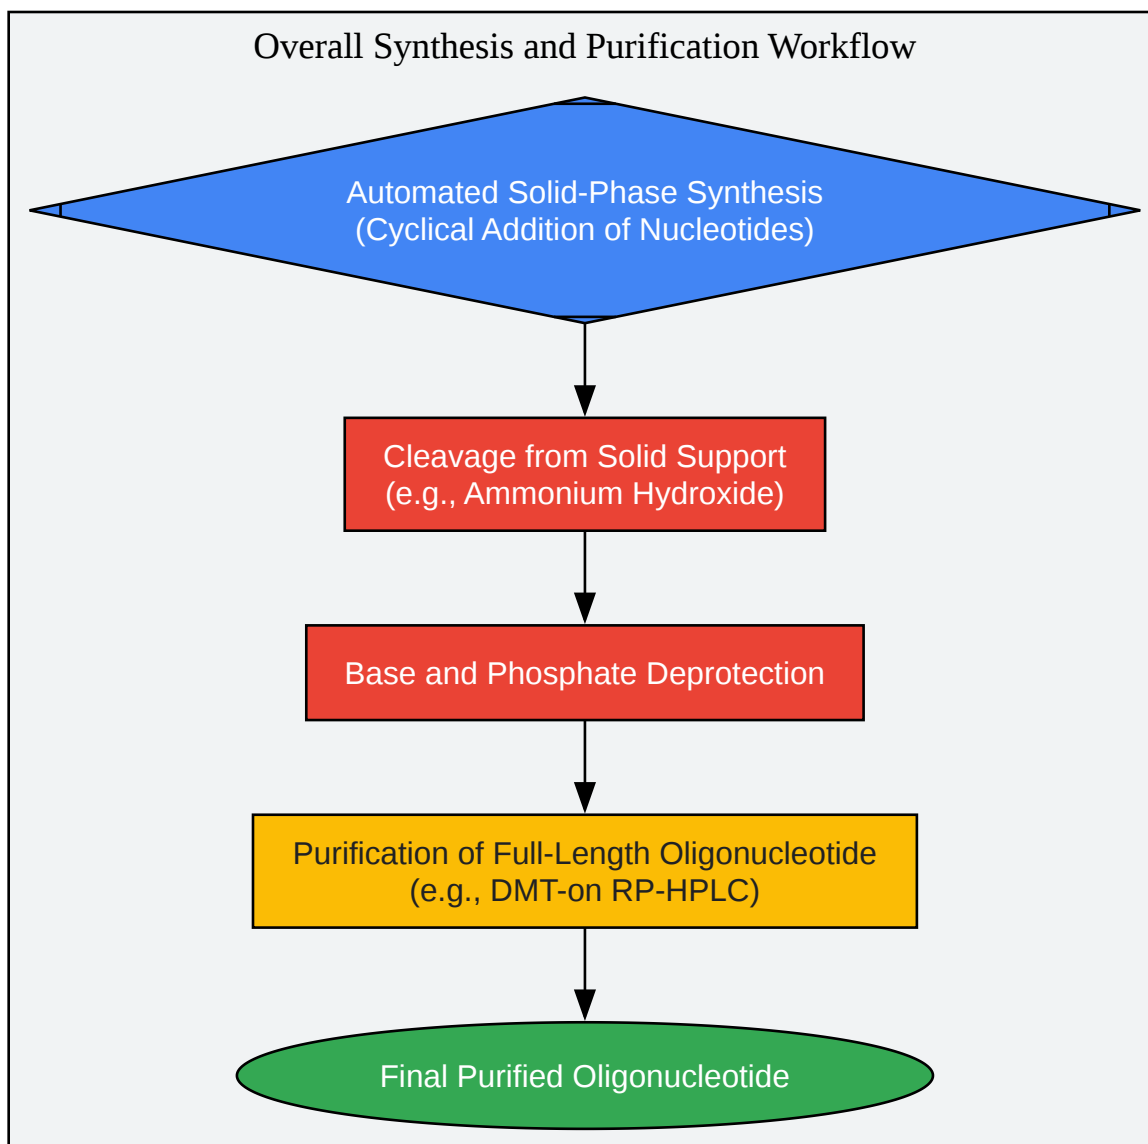 Overall Synthesis and Purification Workflow
Automated Solid-Phase Synthesis
(Cyclical Addition of Nucleotides)
Cleavage from Solid Support
(e.g., Ammonium Hydroxide)
Base and Phosphate Deprotection
Purification of Full-Length Oligonucleotide
(e.g., DMT-on RP-HPLC)
Final Purified Oligonucleotide